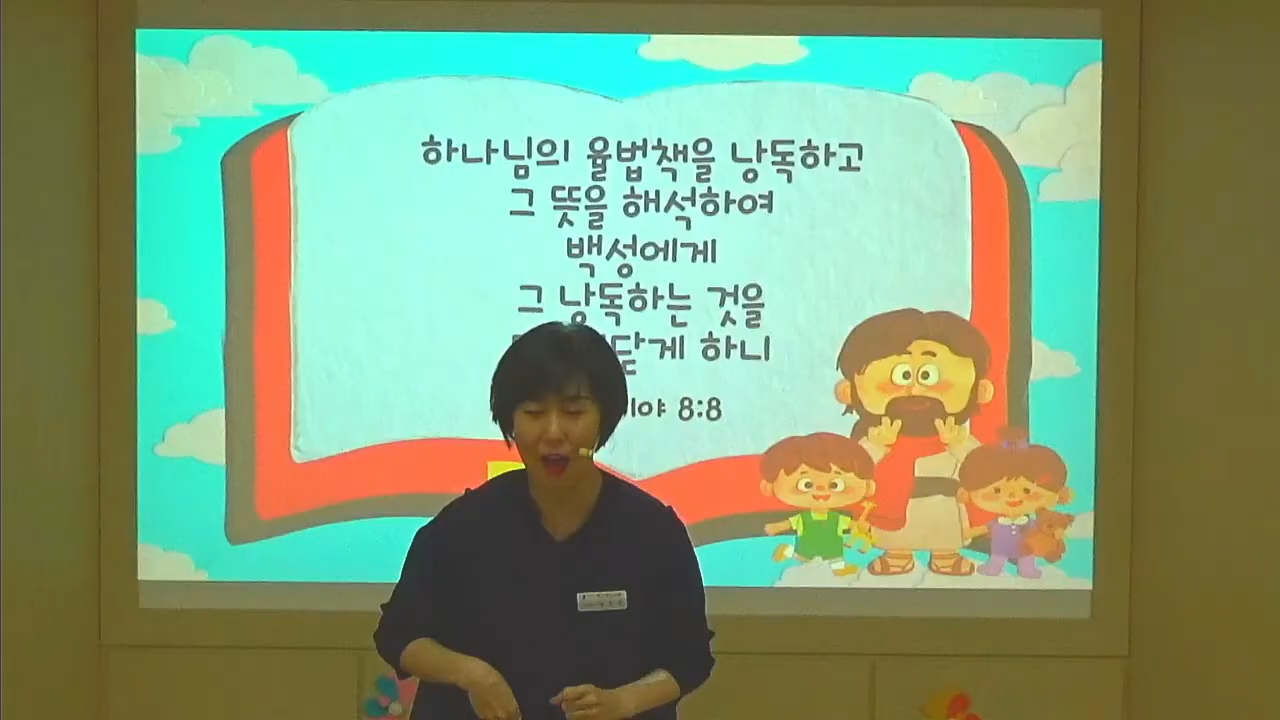 하나님의 율법책을 낭독하고
그 뜻을 해석하여
백성에게
그 낭독하는 것을
게 하니
8:8